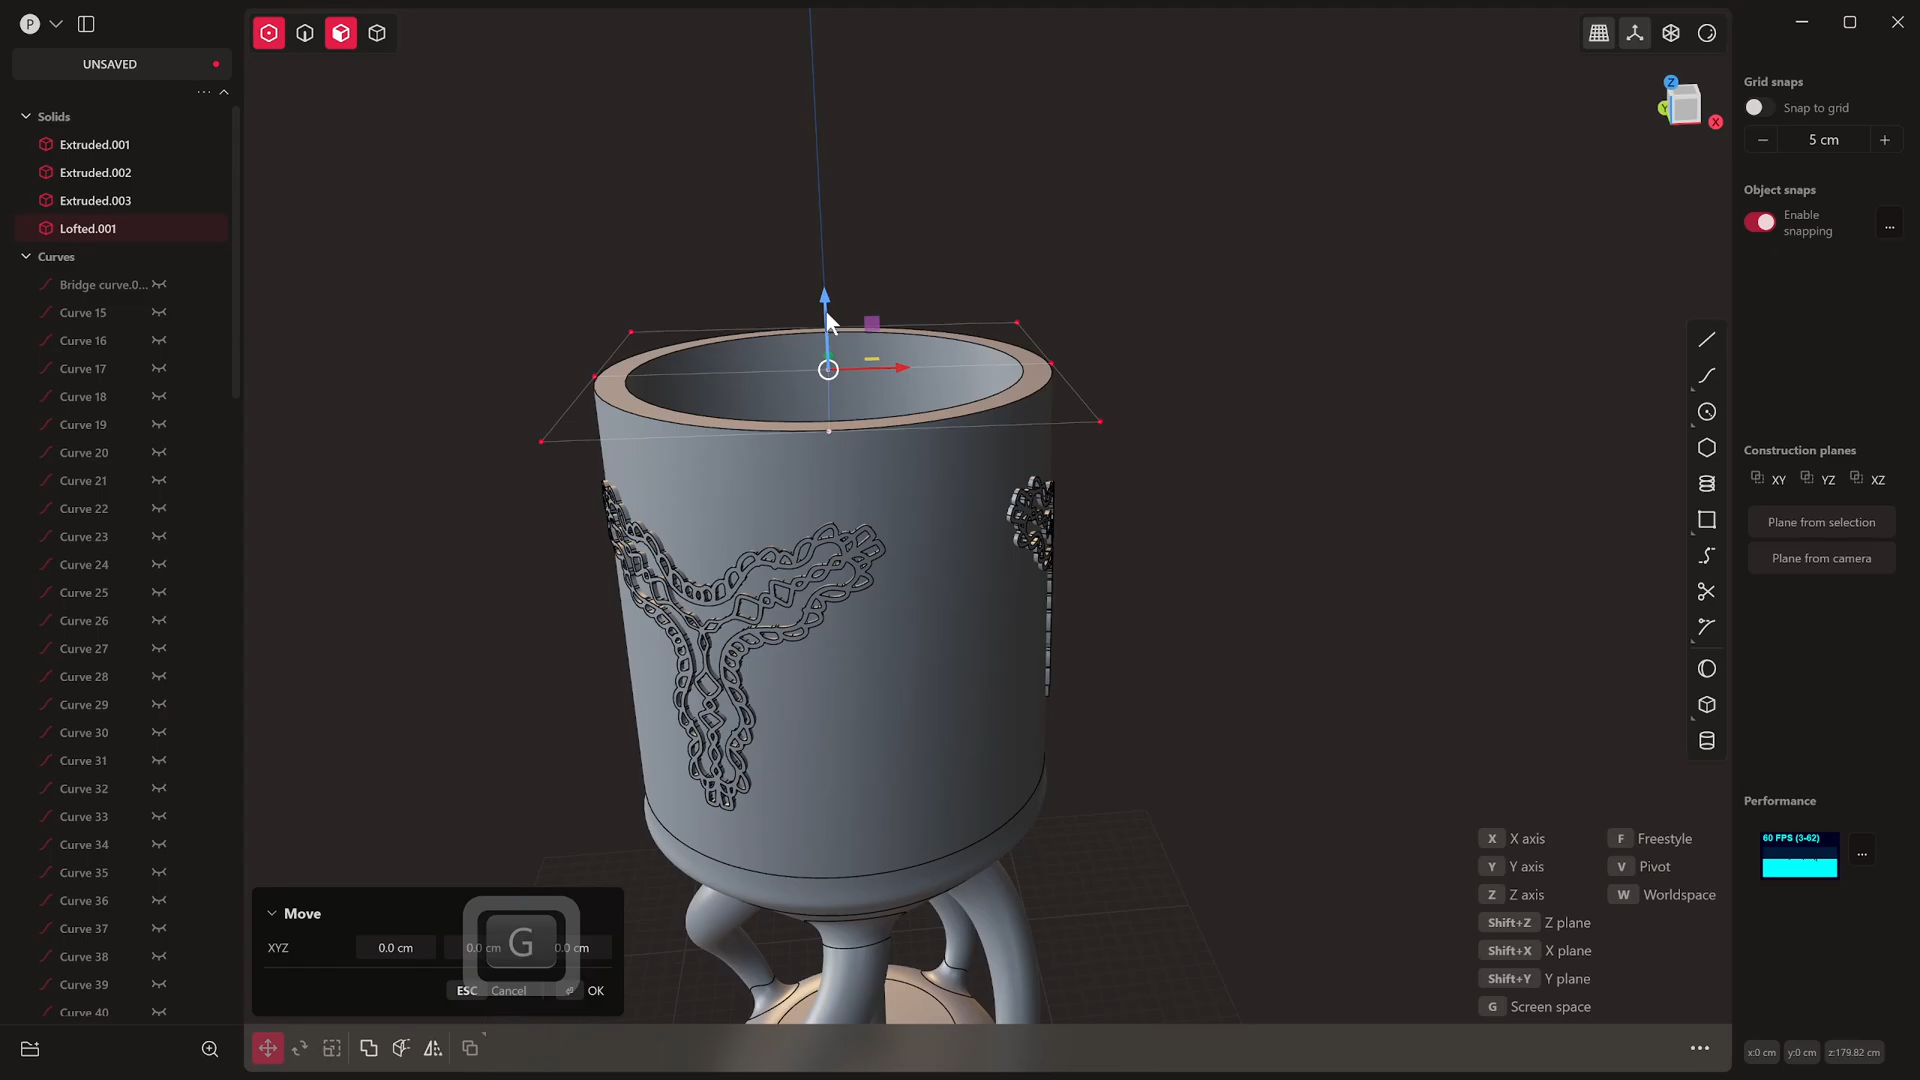 P
UNSAVED
...
Solids
Extruded.001
Extruded.002
Extruded.003
Lofted.001
Curves
Bridge curve.0...
Curve 15
Curve 16
Curve 17
Curve 18
Curve 19
Curve 20
Curve 21
Curve 22
Curve 23
Curve 24
Curve 25
Curve 26
Curve 27
Curve 28
Curve 29
Curve 30
Curve 31
Curve 32
Curve 33
Curve 34
Curve 35
Curve 36
Curve 37
Curve 38
Curve 39
Curve 40
Z
Y
X
Move
XYZ 0.0 cm 0.0 cm 0.0 cm
G
ESC Cancel OK
X X axis F Freestyle
Y Y axis V Pivot
Z Z axis W Worldspace
Shift+Z Z plane
Shift+X X plane
Shift+Y Y plane
G Screen space
Grid snaps
Snap to grid
− 5 cm +
Object snaps
Enable
snapping
...
Construction planes
XY YZ XZ
Plane from selection
Plane from camera
Performance
60 FPS (3-62)
...
x:0 cm y:0 cm z:179.82 cm